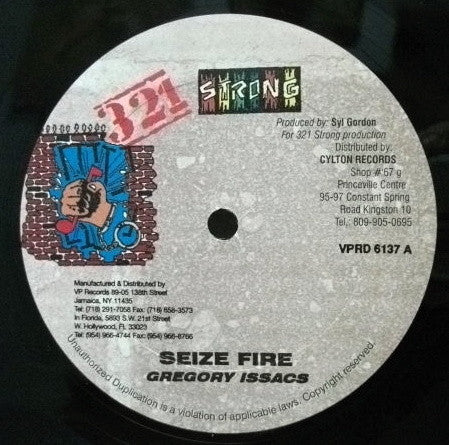 321
STRONG
Produced by: Syl Gordon
For 321 Strong production
Distributed by:
CYLTON RECORDS
Shop # 67 g
Princeville Centre
95-97 Constant Spring
Road Kingston 10
Tel,. 809-905-0695
VPRD 6137 A
Manufactured & Distributed by
VP Records 89-05 138th Street
Jamaica, NY 11435
Tel: (718) 291-7058 Fax: (718) 658-3573
In Florida, 5893 S.W. 21st Street
W. Hollywood, FL 33023
Tel: (954) 966-4744 Fax: (954) 966-8766
SEIZE FIRE
GREGORY ISSACS
Unauthorized Duplication is a violation of applicable laws. Copyright reserved.